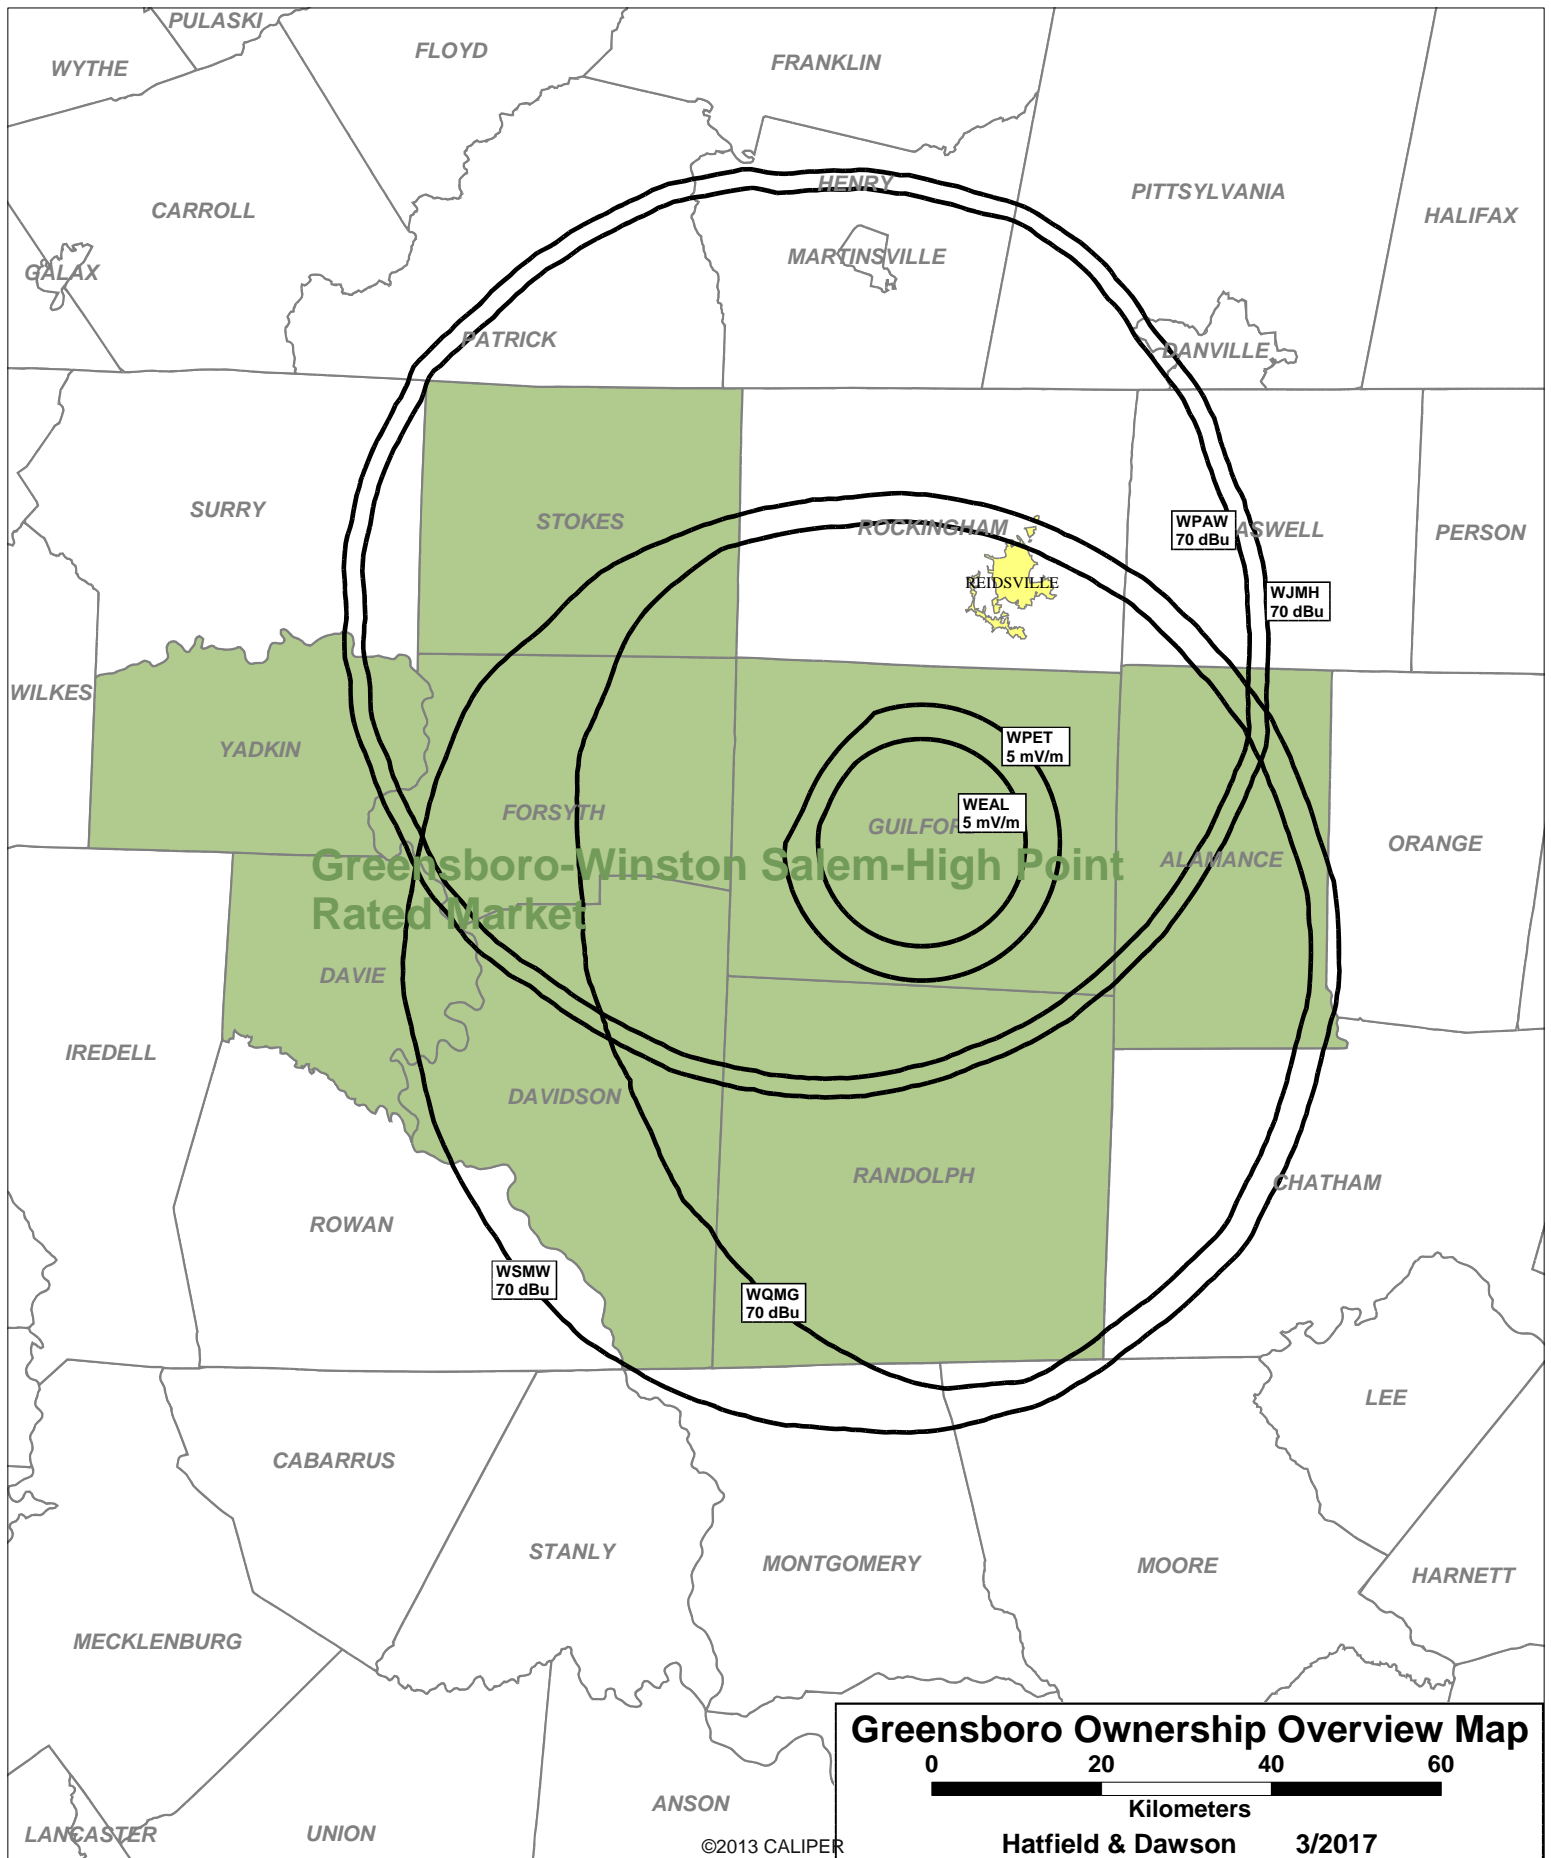 PULASKI
FLOYD
FRANKLIN
WYTHE
HENRY
PITTSYLVANIA
CARROLL
HALIFAX
MARTINSVILLE
GALAX
PATRICK
DANVILLE
SURRY
STOKES
ROCKINGHAM
WPAW
70 dBu
ASWELL
PERSON
REIDSVILLE
WJMH
70 dBu
WILKES
YADKIN
WPET
5 mV/m
FORSYTH
WEAL
5 mV/m
GUILFOR
ORANGE
ALAMANCE
Greensboro-Winston Salem-High Point
Rated Market
DAVIE
IREDELL
DAVIDSON
RANDOLPH
CHATHAM
ROWAN
WSMW
70 dBu
WQMG
70 dBu
LEE
CABARRUS
STANLY
MONTGOMERY
MOORE
HARNETT
MECKLENBURG
Greensboro Ownership Overview Map
0 20 40 60
Kilometers
Hatfield & Dawson 3/2017
ANSON
LANCASTER
UNION
©2013 CALIPER